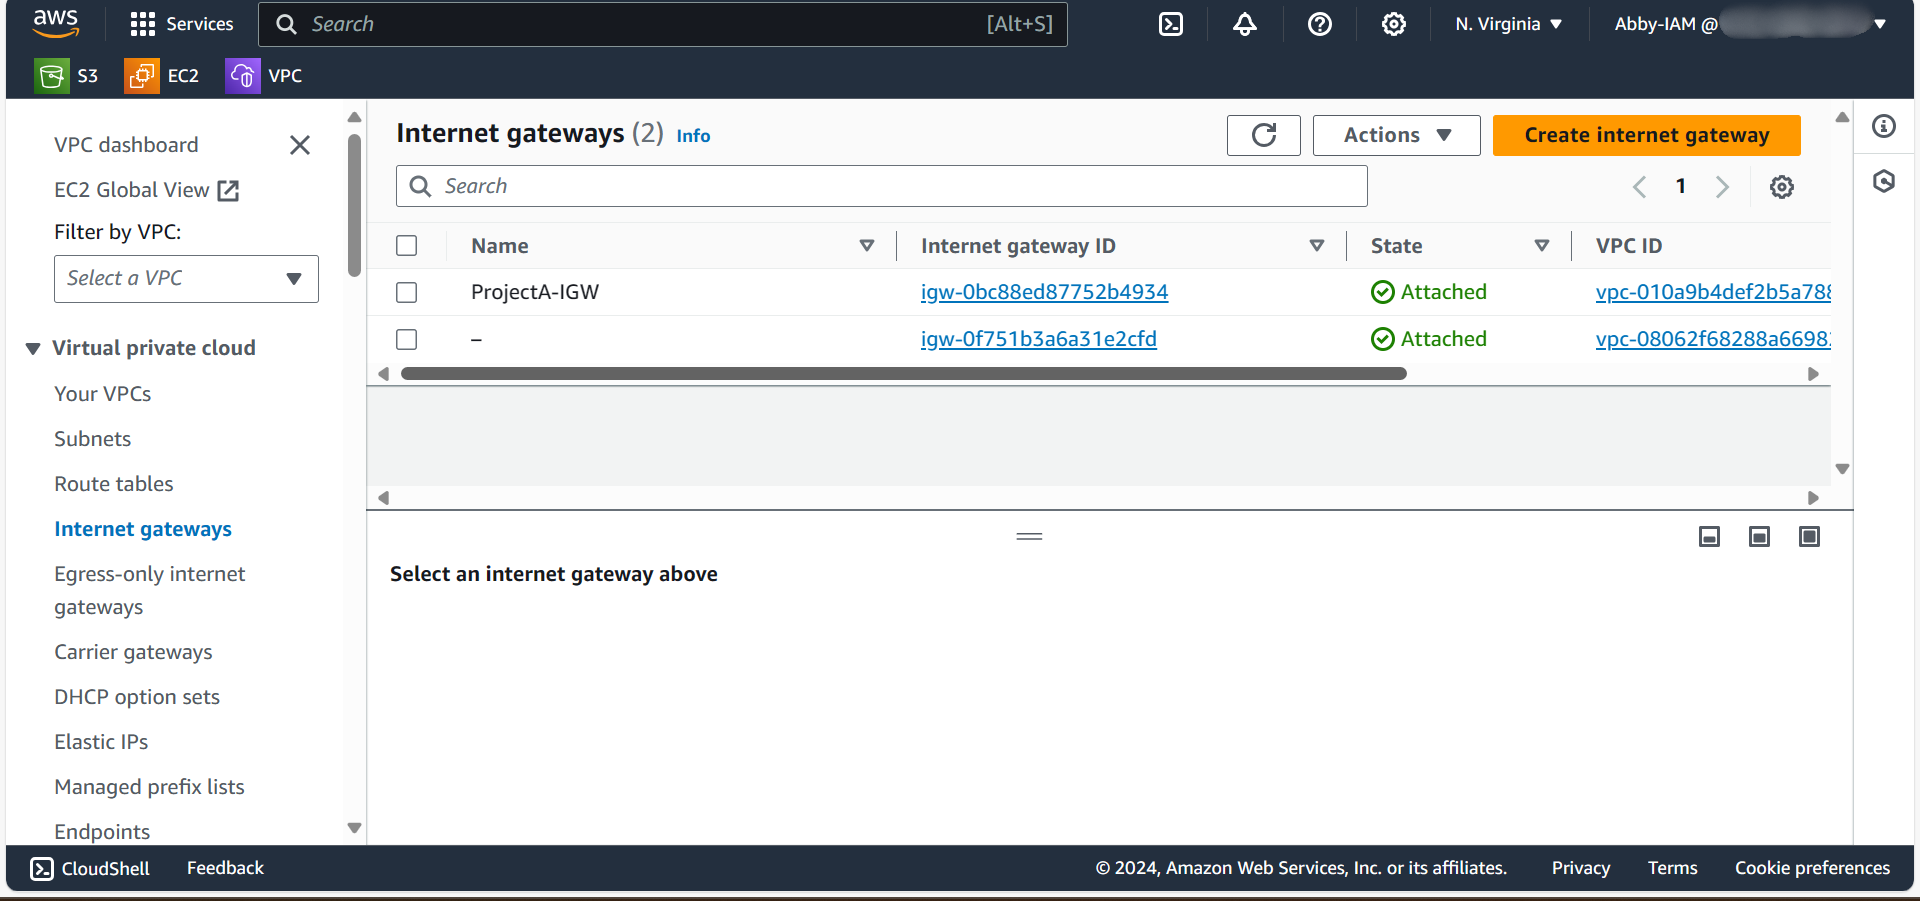 aws Services Search [Alt+S] N. Virginia Abby-IAM @
S3 EC2 VPC
VPC dashboard
EC2 Global View
Filter by VPC:
Select a VPC
Virtual private cloud
Your VPCs
Subnets
Route tables
Internet gateways
Egress-only internet
gateways
Carrier gateways
DHCP option sets
Elastic IPs
Managed prefix lists
Endpoints
Internet gateways (2) Info
Actions Create internet gateway
Search
1
Name Internet gateway ID State VPC ID
ProjectA-IGW igw-0bc88ed87752b4934 Attached vpc-010a9b4def2b5a788
– igw-0f751b3a6a31e2cfd Attached vpc-08062f68288a6698
Select an internet gateway above
CloudShell Feedback © 2024, Amazon Web Services, Inc. or its affiliates. Privacy Terms Cookie preferences